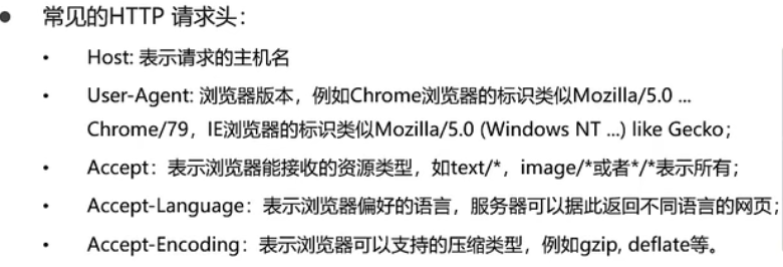 ● 常见的HTTP 请求头：
• Host: 表示请求的主机名
• User-Agent: 浏览器版本，例如Chrome浏览器的标识类似Mozilla/5.0 ...
Chrome/79，IE浏览器的标识类似Mozilla/5.0 (Windows NT ...) like Gecko；
• Accept：表示浏览器能接收的资源类型，如text/*，image/*或者*/*表示所有；
• Accept-Language：表示浏览器偏好的语言，服务器可以据此返回不同语言的网页；
• Accept-Encoding：表示浏览器可以支持的压缩类型，例如gzip, deflate等。